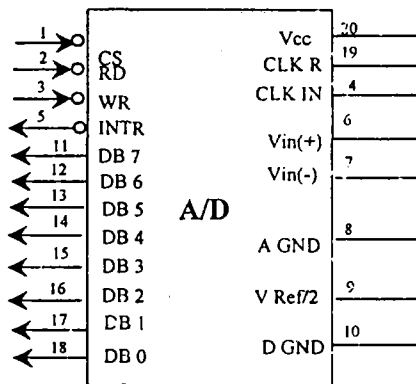 1 CS
2 RD
3 WR
5 INTR
11 DB 7
12 DB 6
13 DB 5
14 DB 4
15 DB 3
16 DB 2
17 DB 1
18 DB 0
A/D
Vcc 20
CLK R 19
CLK IN 4
Vin(+) 6
Vin(-) 7
A GND 8
V Ref/2 9
D GND 10